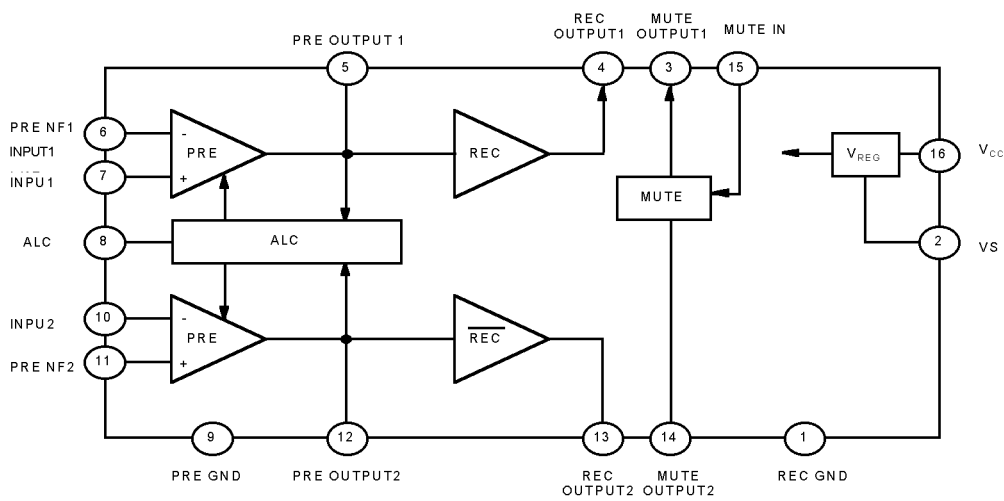 PRE OUTPUT 1
REC
OUTPUT1
MUTE
OUTPUT1
MUTE IN
5
4
3
15
PRE NF1
6
-
INPUT1
PRE
REC
INPU1
7
+
V_REG
16
V_CC
MUTE
ALC
8
ALC
2
VS
INPU2
10
-
PRE
REC
PRE NF2
11
+
9
12
13
14
1
PRE GND
PRE OUTPUT2
REC
OUTPUT2
MUTE
OUTPUT2
REC GND